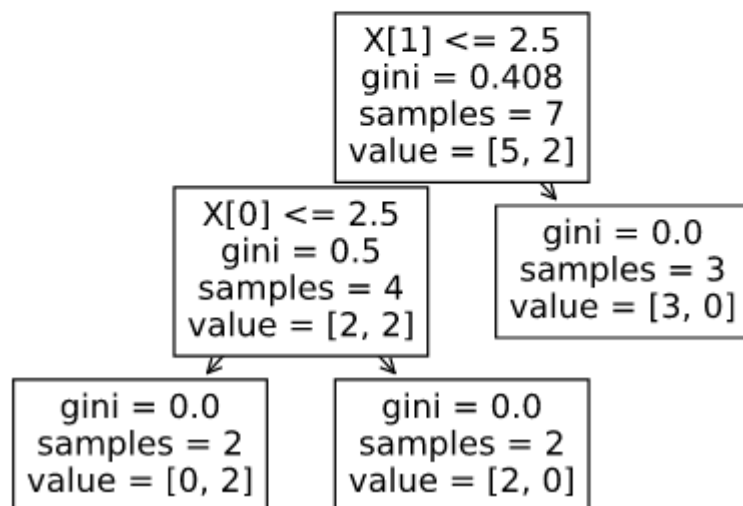 X[1] <= 2.5
gini = 0.408
samples = 7
value = [5, 2]
X[0] <= 2.5
gini = 0.5
samples = 4
value = [2, 2]
gini = 0.0
samples = 3
value = [3, 0]
gini = 0.0
samples = 2
value = [0, 2]
gini = 0.0
samples = 2
value = [2, 0]